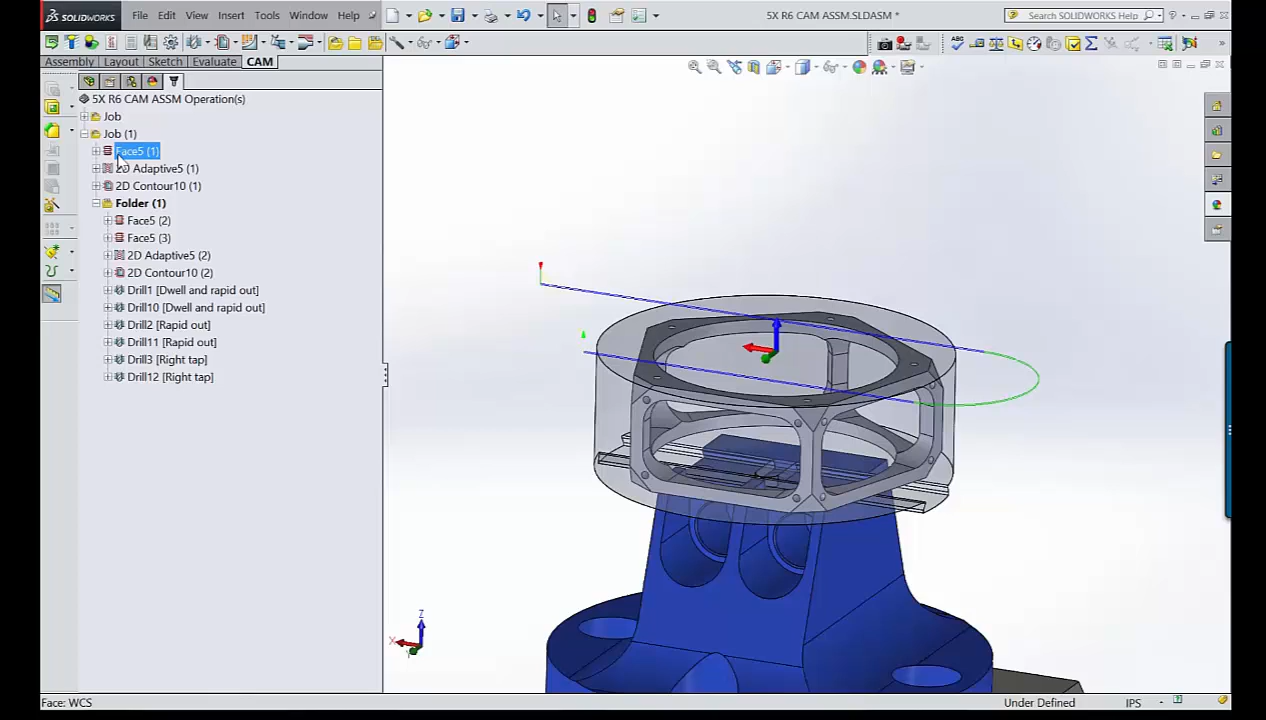 SOLIDWORKS File Edit View Insert Tools Window Help 5X R6 CAM ASSM.SLDASM * Search SOLIDWORKS Help
Assembly Layout Sketch Evaluate CAM
5X R6 CAM ASSM Operation(s)
Job
Job (1)
Face5 (1)
2D Adaptive5 (1)
2D Contour10 (1)
Folder (1)
Face5 (2)
Face5 (3)
2D Adaptive5 (2)
2D Contour10 (2)
Drill1 [Dwell and rapid out]
Drill10 [Dwell and rapid out]
Drill2 [Rapid out]
Drill11 [Rapid out]
Drill3 [Right tap]
Drill12 [Right tap]
Z
X
Y
Face: WCS Under Defined IPS